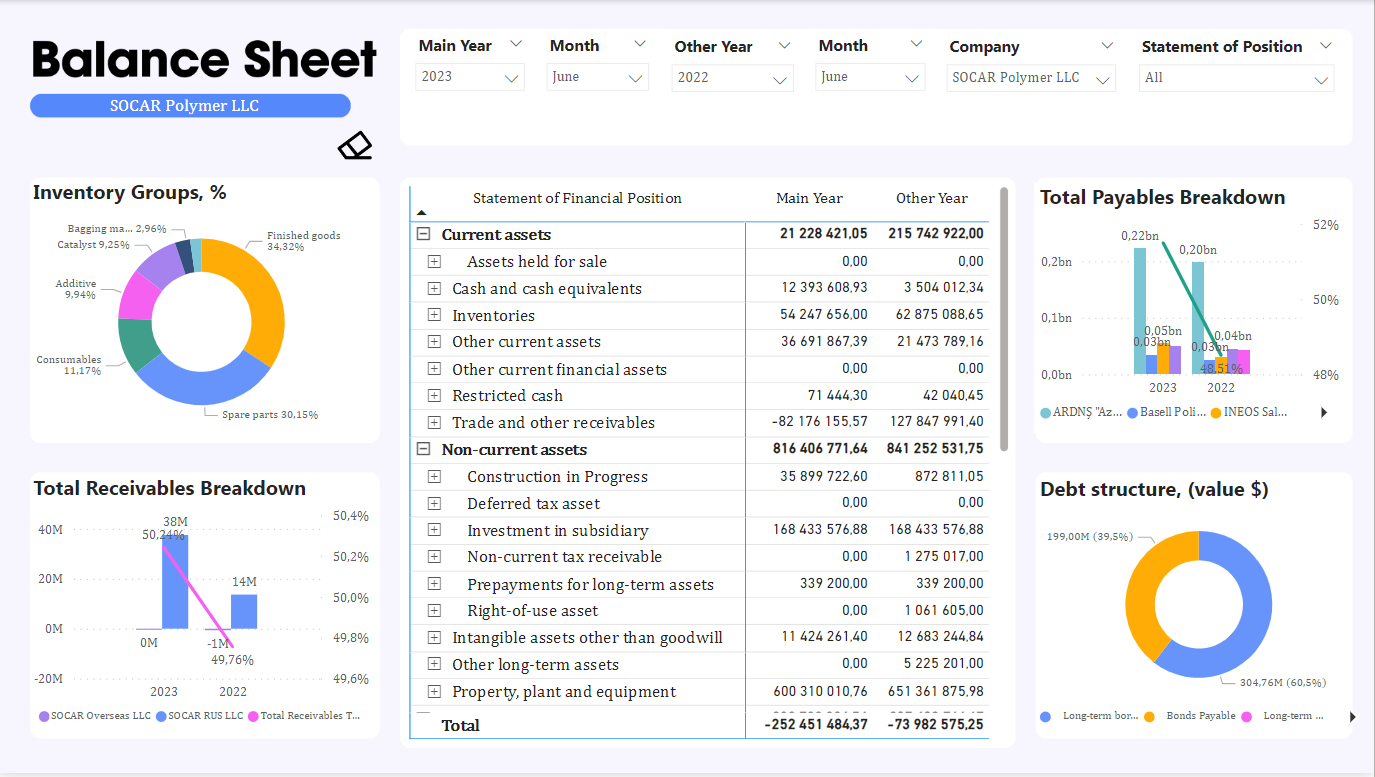 Balance Sheet
SOCAR Polymer LLC
Main Year
2023
Month
June
Other Year
2022
Month
June
Company
SOCAR Polymer LLC
Statement of Position
All
Inventory Groups, %
Bagging ma... 2,96%
Catalyst 9,25%
Additive
9,94%
Consumables
11,17%
Finished goods
34,32%
Spare parts 30,15%
Total Receivables Breakdown
40M
20M
0M
-20M
38M
50,24%
14M
0M
-1M
49,76%
50,4%
50,2%
50,0%
49,8%
49,6%
2023
2022
SOCAR Overseas LLC
SOCAR RUS LLC
Total Receivables T...
Statement of Financial Position Main Year Other Year
Current assets 21 228 421,05 215 742 922,00
Assets held for sale 0,00 0,00
Cash and cash equivalents 12 393 608,93 3 504 012,34
Inventories 54 247 656,00 62 875 088,65
Other current assets 36 691 867,39 21 473 789,16
Other current financial assets 0,00 0,00
Restricted cash 71 444,30 42 040,45
Trade and other receivables -82 176 155,57 127 847 991,40
Non-current assets 816 406 771,64 841 252 531,75
Construction in Progress 35 899 722,60 872 811,05
Deferred tax asset 0,00 0,00
Investment in subsidiary 168 433 576,88 168 433 576,88
Non-current tax receivable 0,00 1 275 017,00
Prepayments for long-term assets 339 200,00 339 200,00
Right-of-use asset 0,00 1 061 605,00
Intangible assets other than goodwill 11 424 261,40 12 683 244,84
Other long-term assets 0,00 5 225 201,00
Property, plant and equipment 600 310 010,76 651 361 875,98
Total -252 451 484,37 -73 982 575,25
Total Payables Breakdown
0,2bn
0,1bn
0,0bn
0,22bn
0,20bn
0,05bn
0,03bn
0,04bn
0,03bn
48,51%
52%
50%
48%
2023
2022
ARDNŞ "Az...
Basell Poli...
INEOS Sal...
Debt structure, (value $)
199,00M (39,5%)
304,76M (60,5%)
Long-term bor...
Bonds Payable
Long-term ...